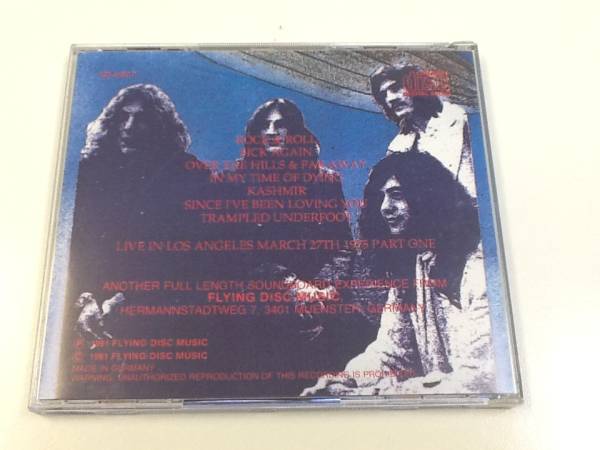 ROCK & ROLL
SICK AGAIN
OVER THE HILLS & FAR AWAY
IN MY TIME OF DYING
KASHMIR
SINCE I'VE BEEN LOVING YOU
TRAMPLED UNDERFOOT
LIVE IN LOS ANGELES MARCH 27TH 1975 PART ONE
ANOTHER FULL LENGTH SOUNDBOARD EXPERIENCE FROM
FLYING DISC MUSIC
HERMANNSTADTWEG 7, 3401 MUENSTER, GERMANY
P 1991 FLYING DISC MUSIC
C 1991 FLYING DISC MUSIC
MADE IN GERMANY
WARNING: UNAUTHORIZED REPRODUCTION OF THIS RECORDING IS PROHIBITED